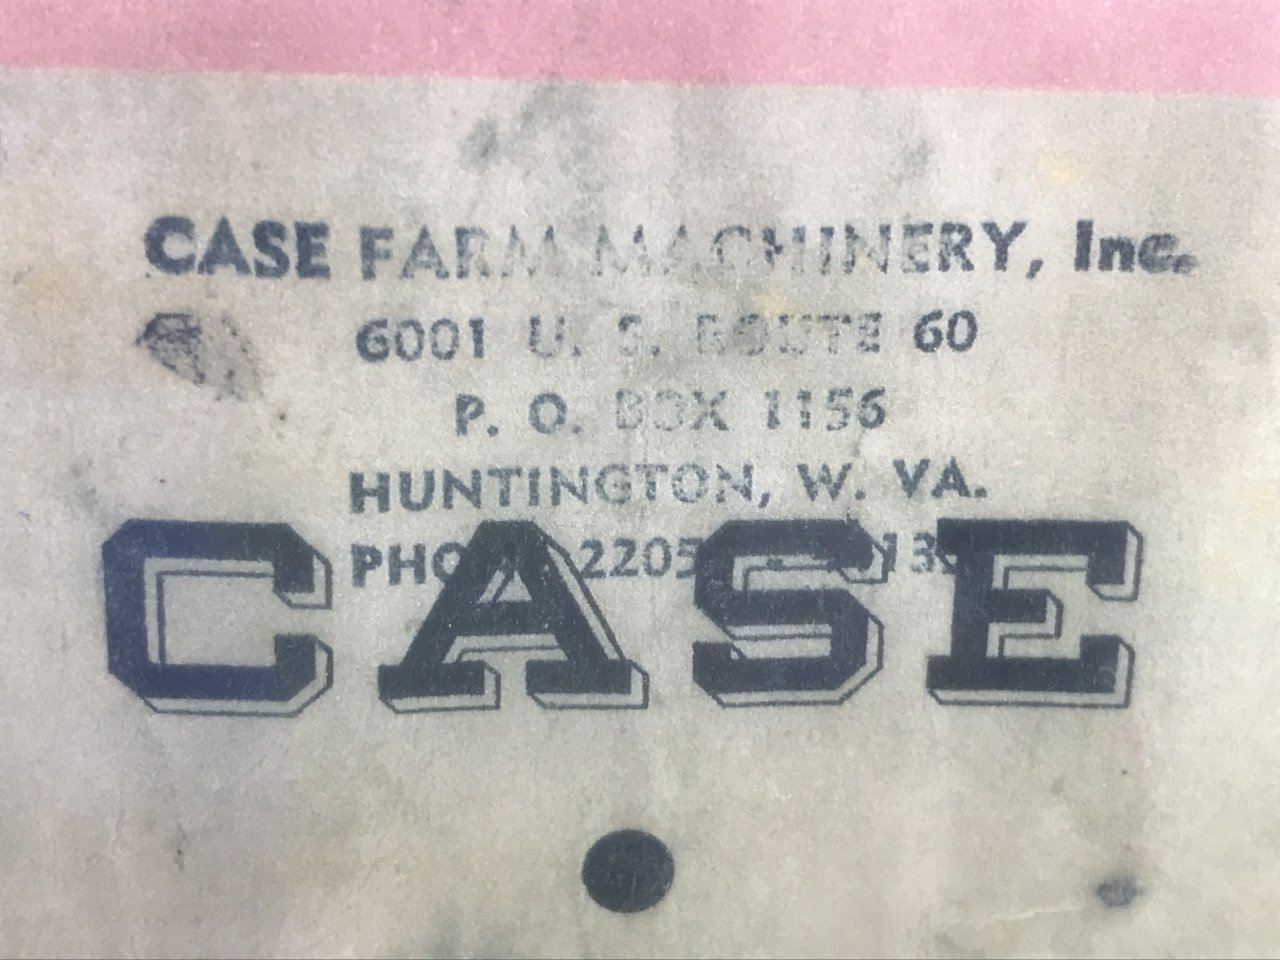 CASE FARM MACHINERY, Inc.
6001 U. S. ROUTE 60
P. O. BOX 1156
HUNTINGTON, W. VA.
CASE